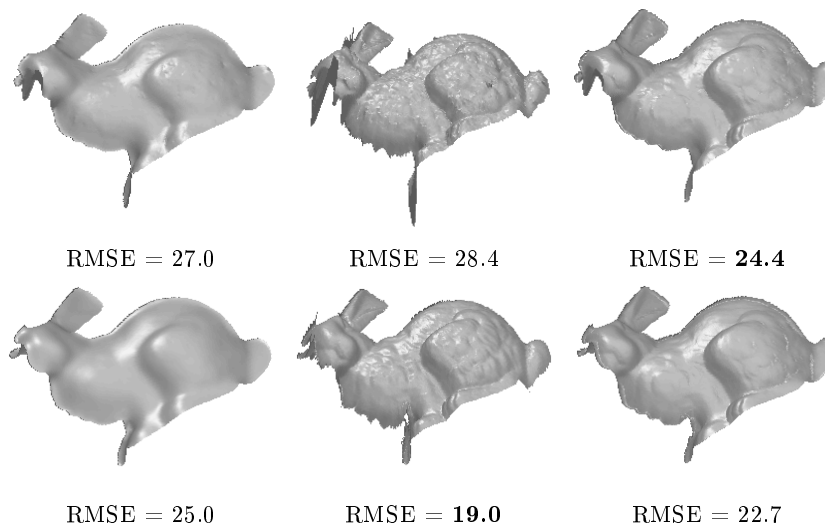 RMSE = 27.0
RMSE = 28.4
RMSE = 24.4
RMSE = 25.0
RMSE = 19.0
RMSE = 22.7